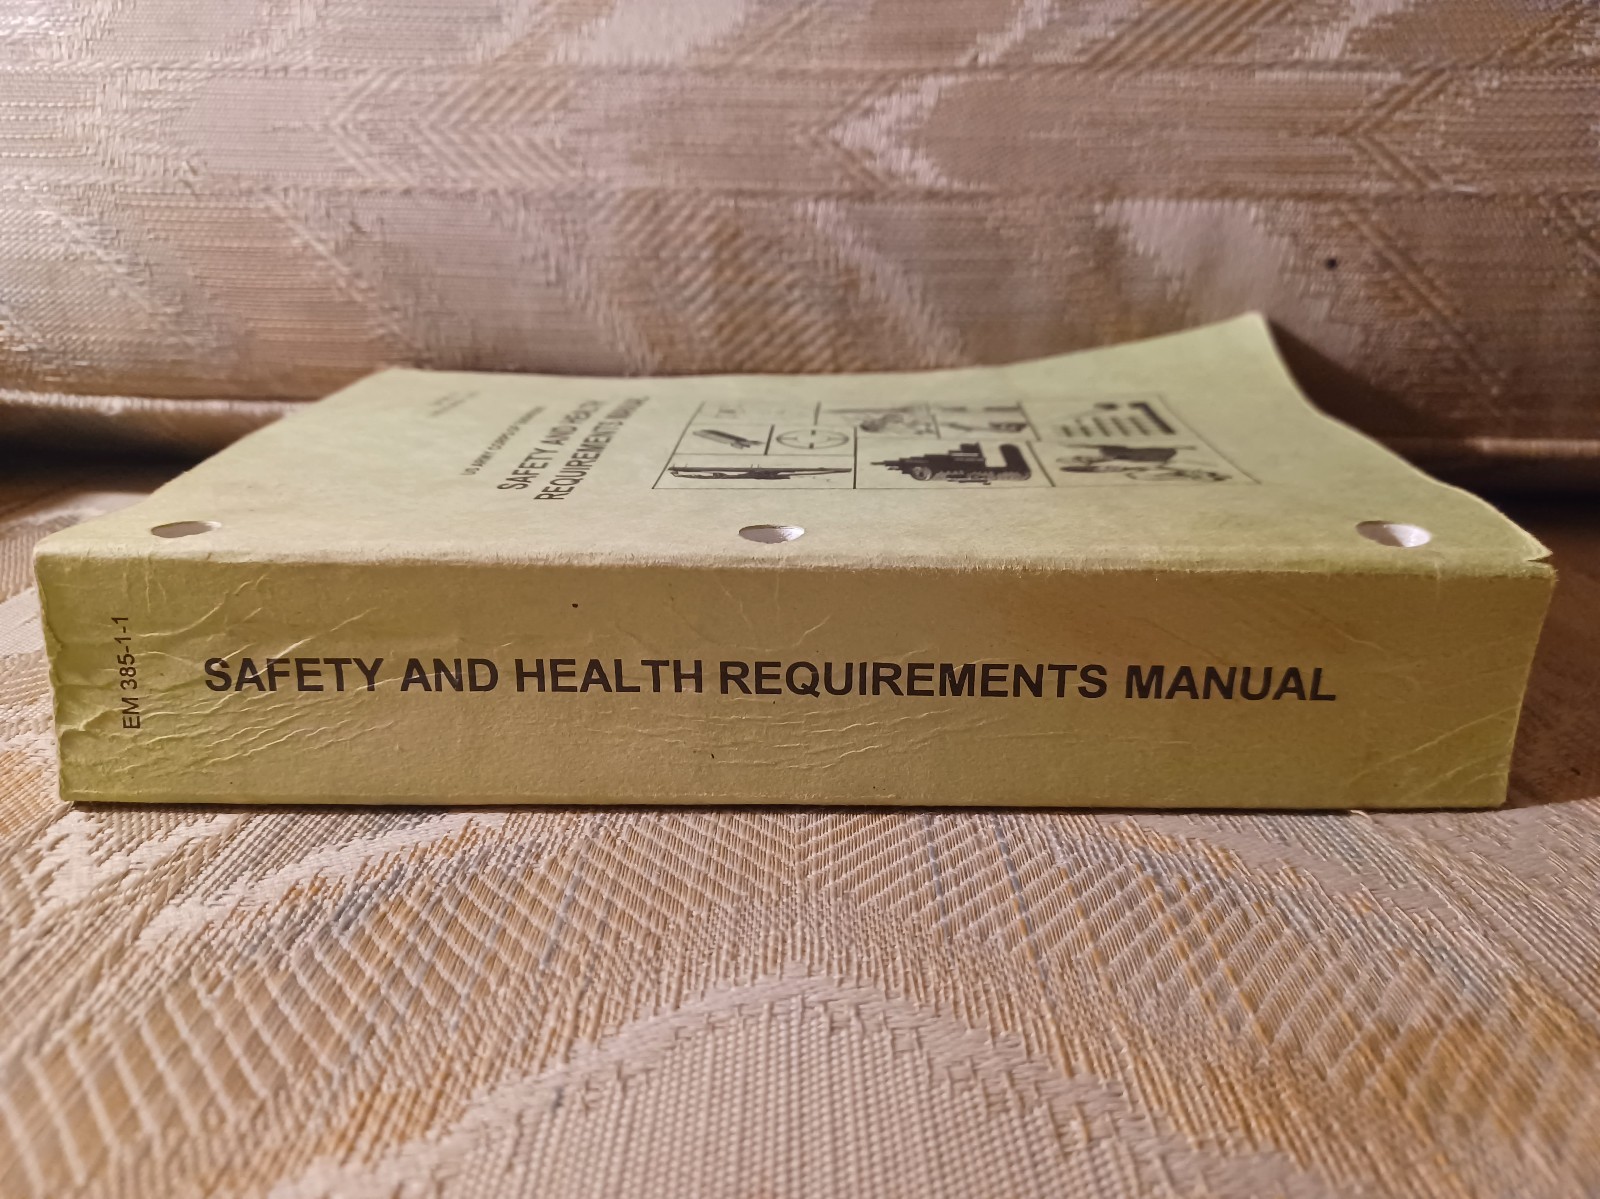 US ARMY CORPS OF ENGINEERS
SAFETY AND HEALTH
REQUIREMENTS MANUAL
EM 385-1-1
SAFETY AND HEALTH REQUIREMENTS MANUAL